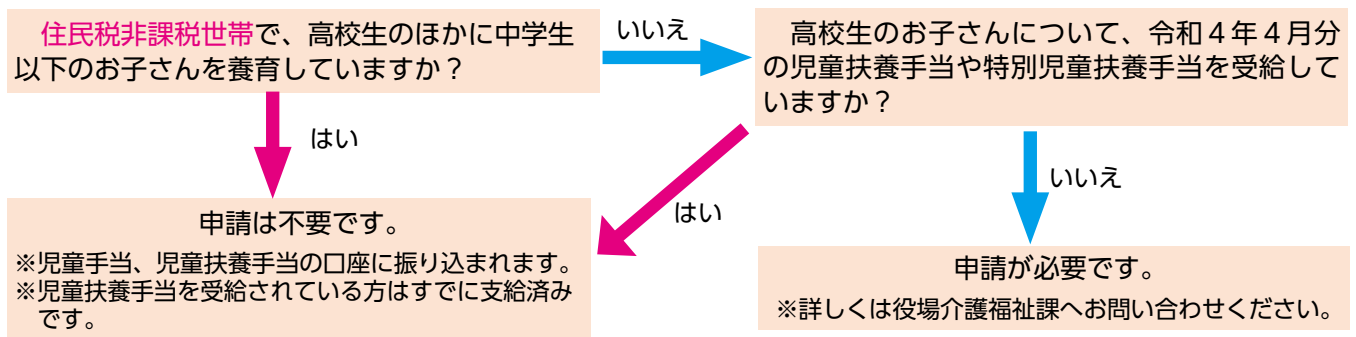 住民税非課税世帯で、高校生のほかに中学生
以下のお子さんを養育していますか？
いいえ
高校生のお子さんについて、令和４年４月分
の児童扶養手当や特別児童扶養手当を受給して
いますか？
はい
いいえ
はい
申請は不要です。
※児童手当、児童扶養手当の口座に振り込まれます。
※児童扶養手当を受給されている方はすでに支給済み
です。
申請が必要です。
※詳しくは役場介護福祉課へお問い合わせください。